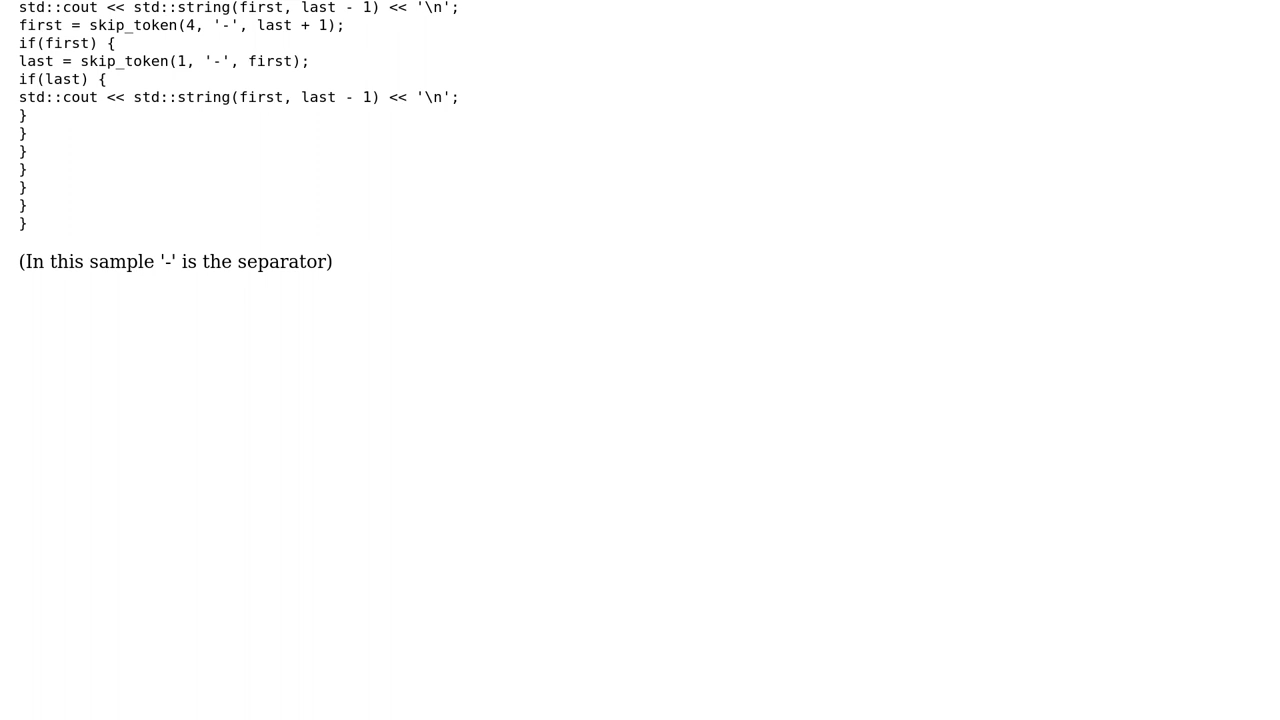 std::cout << std::string(first, last - 1) << '\n';
first = skip_token(4, '-', last + 1);
if(first) {
last = skip_token(1, '-', first);
if(last) {
std::cout << std::string(first, last - 1) << '\n';
}
}
}
}
}
}
}
(In this sample '-' is the separator)